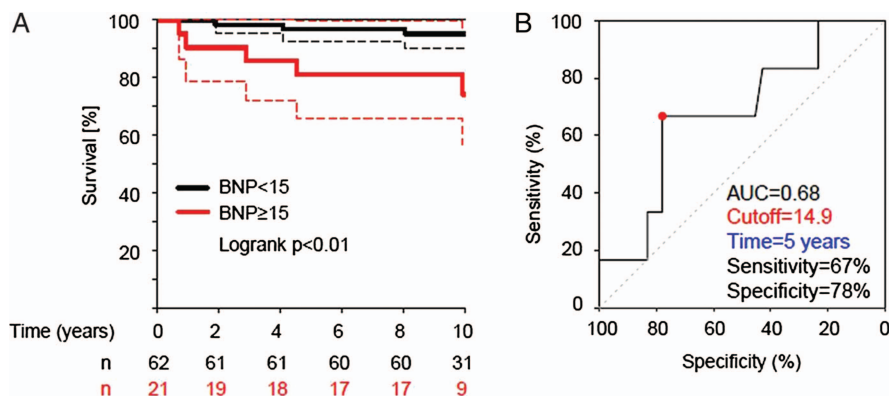 A
Survival [%]
100
80
60
40
20
BNP<15
BNP≥15
Logrank p<0.01
Time (years) 0 2 4 6 8 10
n 62 61 61 60 60 31
n 21 19 18 17 17 9
B
Sensitivity (%)
100
80
60
40
20
0
AUC=0.68
Cutoff=14.9
Time=5 years
Sensitivity=67%
Specificity=78%
100 80 60 40 20 0
Specificity (%)